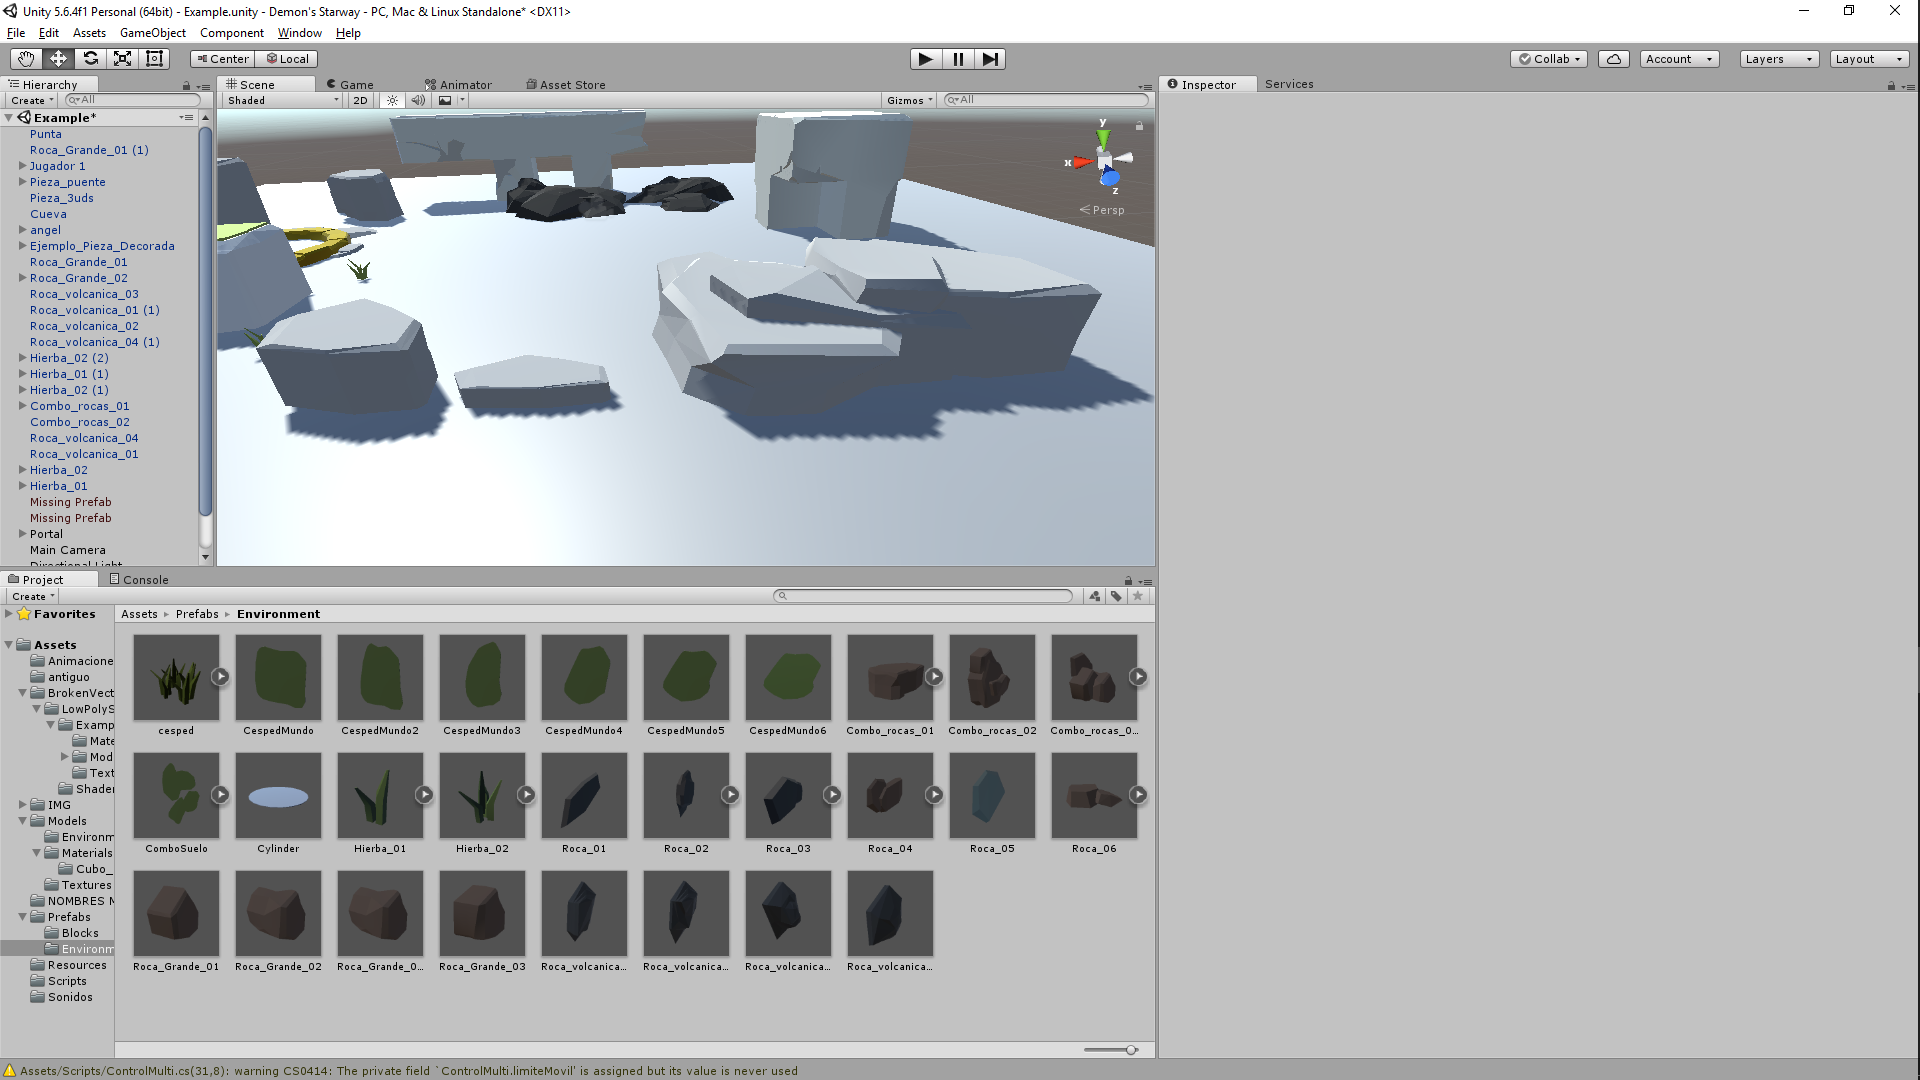 Unity 5.6.4f1 Personal (64bit) - Example.unity - Demon's Starway - PC, Mac & Linux Standalone* <DX11>
File Edit Assets GameObject Component Window Help
Center Local Collab Account Layers Layout
Hierarchy
Create All
Example*
Punta
Roca_Grande_01 (1)
Jugador 1
Pieza_puente
Pieza_3uds
Cueva
angel
Ejemplo_Pieza_Decorada
Roca_Grande_01
Roca_Grande_02
Roca_volcanica_03
Roca_volcanica_01 (1)
Roca_volcanica_02
Roca_volcanica_04 (1)
Hierba_02 (2)
Hierba_01 (1)
Hierba_02 (1)
Combo_rocas_01
Combo_rocas_02
Roca_volcanica_04
Roca_volcanica_01
Hierba_02
Hierba_01
Missing Prefab
Missing Prefab
Portal
Main Camera
Directional Light
Scene Game Animator Asset Store
Shaded 2D Gizmos All
y
x
z
Persp
Inspector Services
Project Console
Create
Favorites
Assets
Animacione
antiguo
BrokenVect
LowPolyS
Examp
Mate
Mod
Text
Shader
IMG
Models
Environm
Materials
Cubo_
Textures
NOMBRES M
Prefabs
Blocks
Environm
Resources
Scripts
Sonidos
Assets Prefabs Environment
cesped CespedMundo CespedMundo2 CespedMundo3 CespedMundo4 CespedMundo5 CespedMundo6 Combo_rocas_01 Combo_rocas_02 Combo_rocas_0...
ComboSuelo Cylinder Hierba_01 Hierba_02 Roca_01 Roca_02 Roca_03 Roca_04 Roca_05 Roca_06
Roca_Grande_01 Roca_Grande_02 Roca_Grande_0... Roca_Grande_03 Roca_volcanica... Roca_volcanica... Roca_volcanica... Roca_volcanica...
Assets/Scripts/ControlMulti.cs(31,8): warning CS0414: The private field `ControlMulti.limiteMovil' is assigned but its value is never used